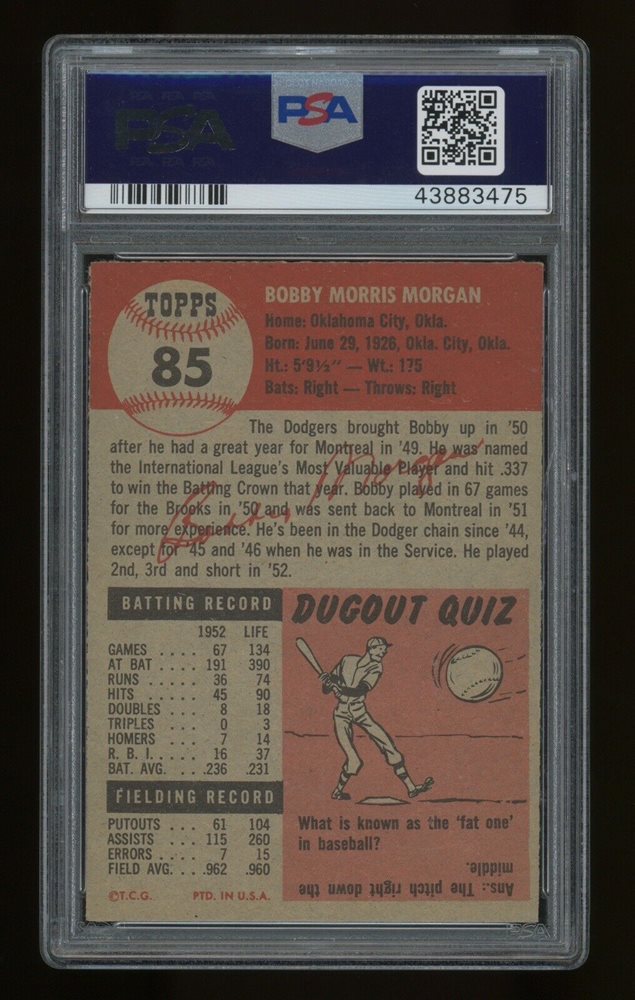 PSA PSA PSA
PSA
PSA PSA PSA
PSA
43883475
TOPPS
85
BOBBY MORRIS MORGAN
Home: Oklahoma City, Okla.
Born: June 29, 1926, Okla. City, Okla.
Ht.: 5'9½" — Wt.: 175
Bats: Right — Throws: Right
The Dodgers brought Bobby up in '50
after he had a great year for Montreal in '49. He was named
the International League's Most Valuable Player and hit .337
to win the Batting Crown that year. Bobby played in 67 games
for the Brooks in '50 and was sent back to Montreal in '51
for more experience. He's been in the Dodger chain since '44,
except for '45 and '46 when he was in the Service. He played
2nd, 3rd and short in '52.
Bobby Morgan
BATTING RECORD
1952 LIFE
GAMES .... 67 134
AT BAT ... 191 390
RUNS .... 36 74
HITS .... 45 90
DOUBLES .. 8 18
TRIPLES ... 0 3
HOMERS ... 7 14
R. B. I. ... 16 37
BAT. AVG. .. .236 .231
FIELDING RECORD
PUTOUTS ... 61 104
ASSISTS ... 115 260
ERRORS ... 7 15
FIELD AVG. .. .962 .960
©T.C.G. PTD. IN U.S.A.
DUGOUT QUIZ
What is known as the 'fat one'
in baseball?
Ans.: The pitch right down the
middle.
PSA